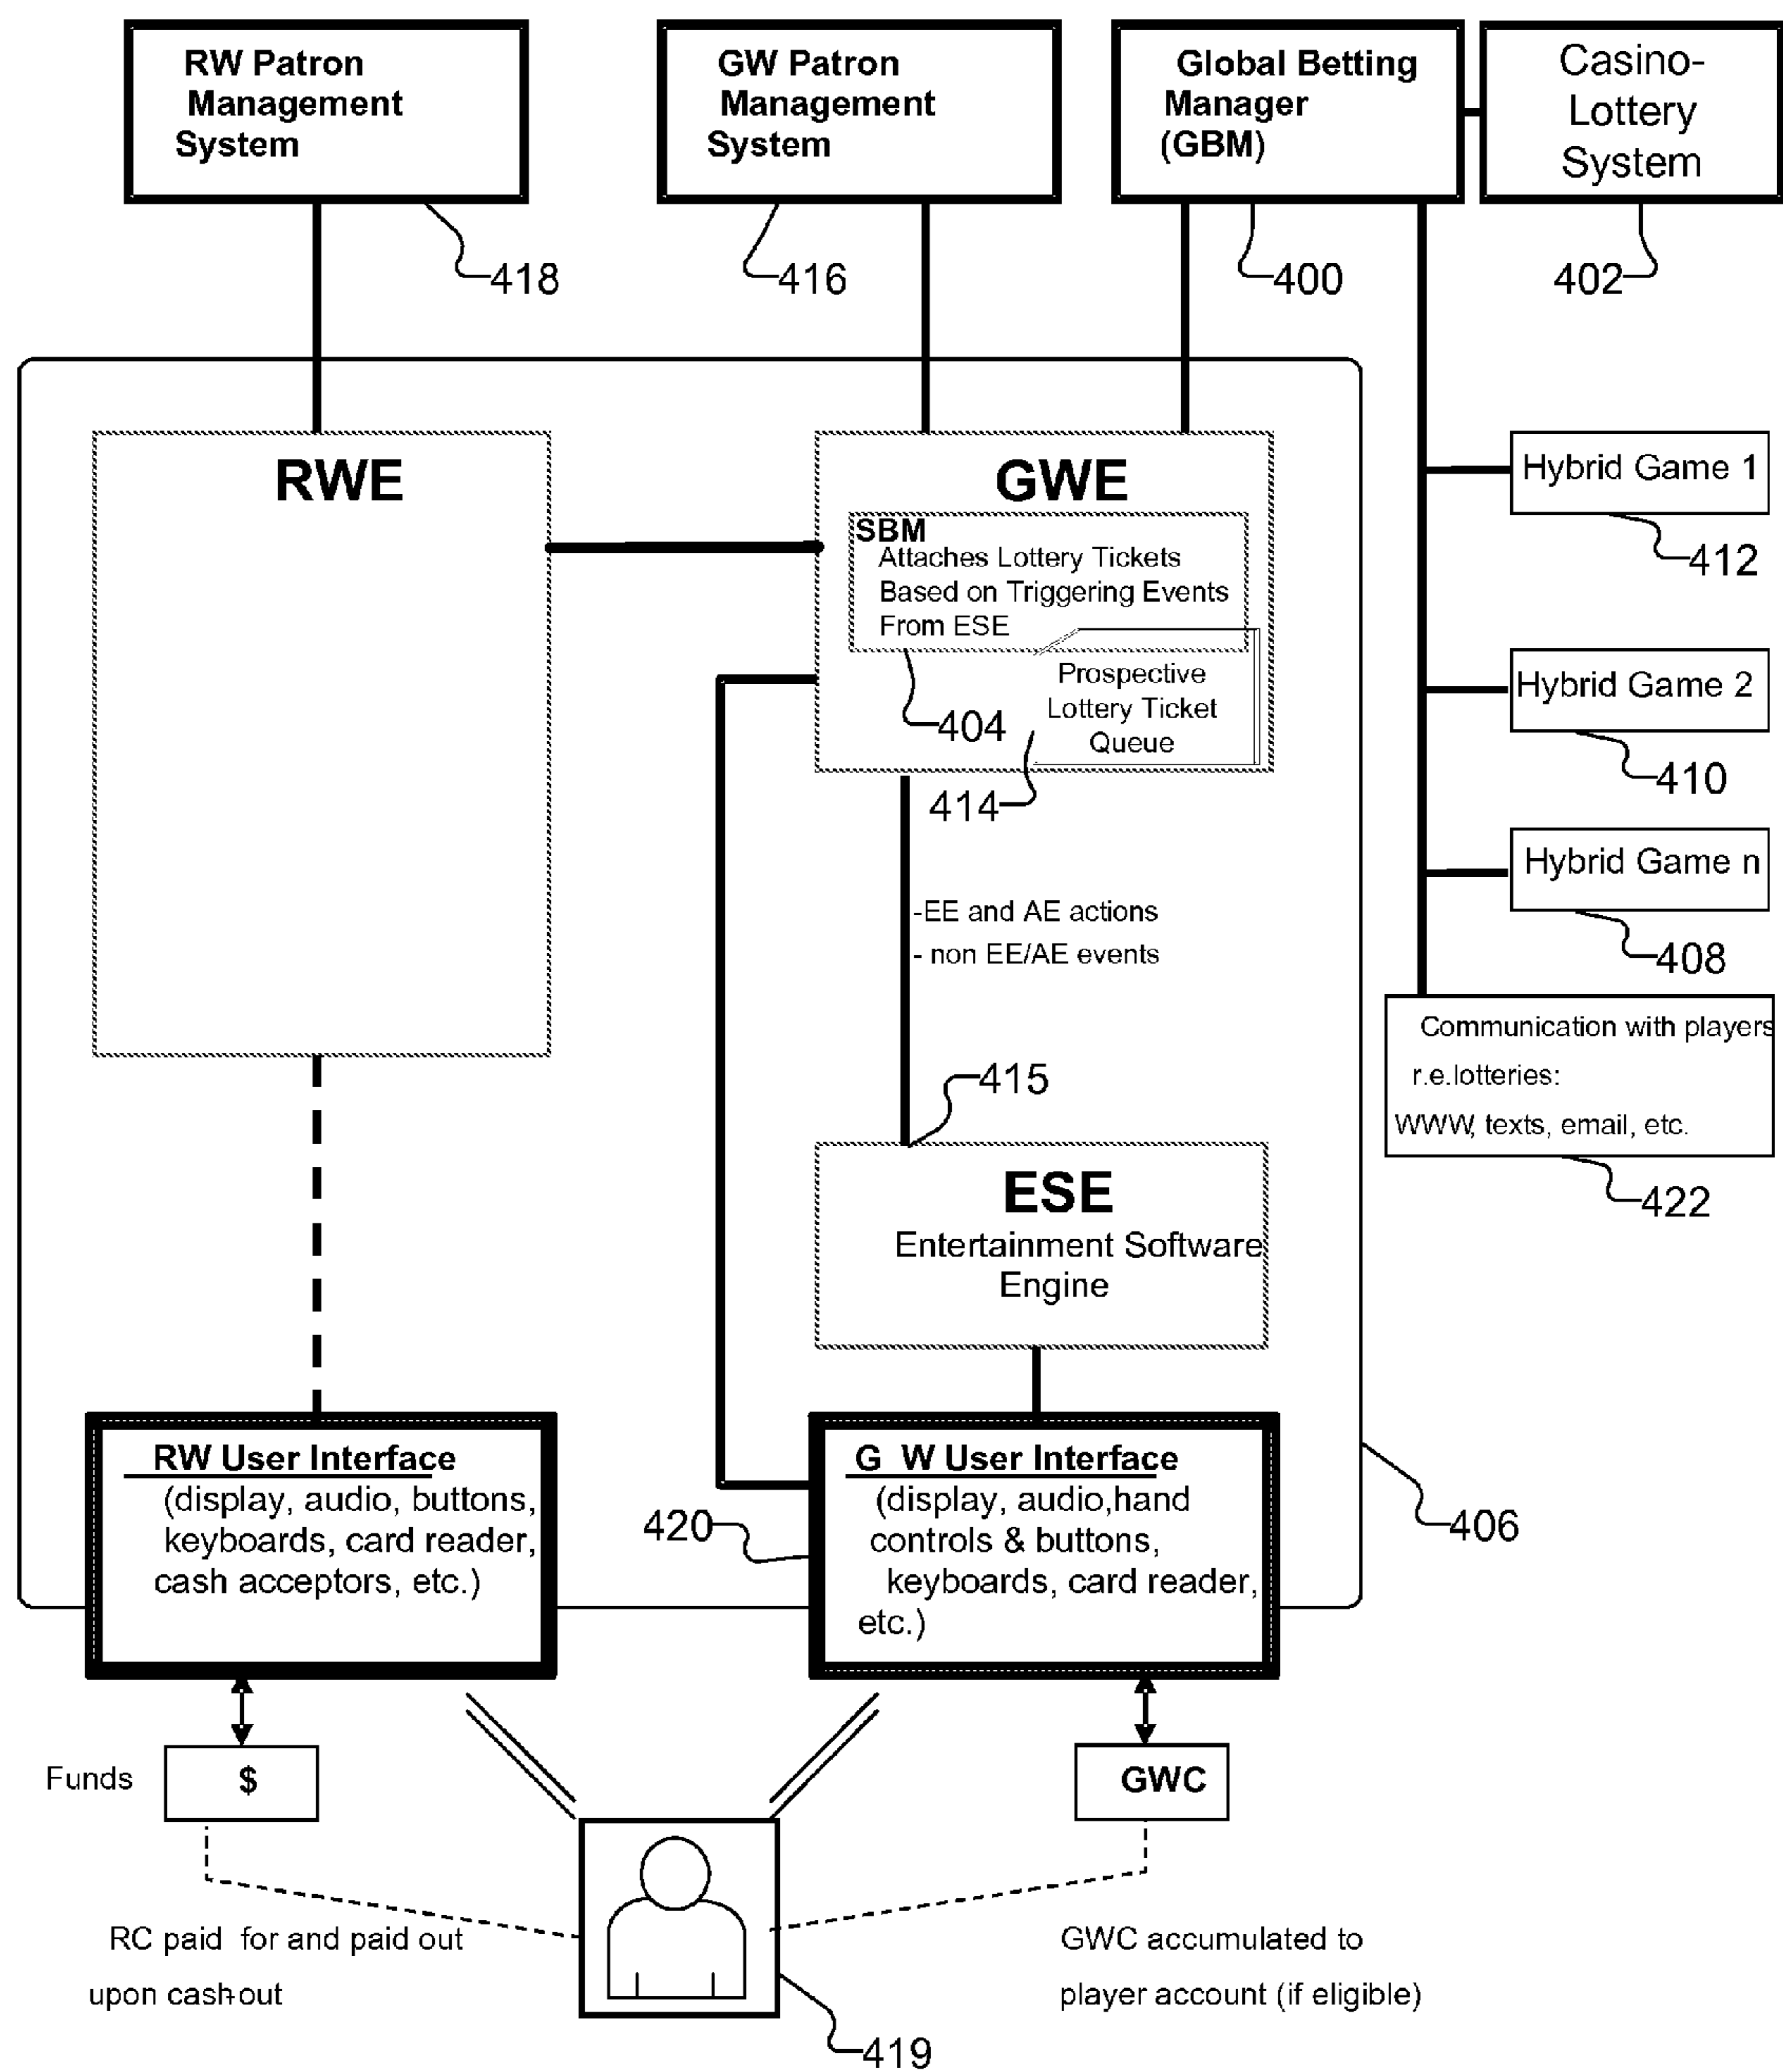 RW Patron
Management
System
GW Patron
Management
System
Global Betting
Manager
(GBM)
Casino-
Lottery
System
418
416
400
402
RWE
GWE
SBM
Attaches Lottery Tickets
Based on Triggering Events
From ESE
Prospective
Lottery Ticket
Queue
404
414
Hybrid Game 1
412
Hybrid Game 2
410
Hybrid Game n
408
-EE and AE actions
- non EE/AE events
Communication with players
r.e.lotteries:
WWW, texts, email, etc.
422
415
ESE
Entertainment Software
Engine
RW User Interface
(display, audio, buttons,
keyboards, card reader,
cash acceptors, etc.)
G W User Interface
(display, audio,hand
controls & buttons,
keyboards, card reader,
etc.)
420
406
Funds
$
GWC
RC paid for and paid out
upon cash-out
GWC accumulated to
player account (if eligible)
419